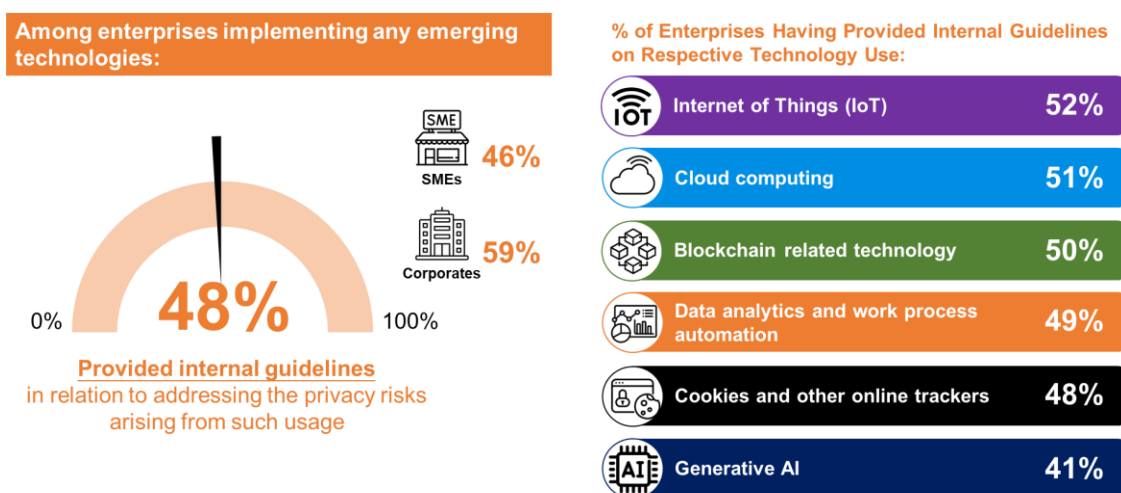 Among enterprises implementing any emerging
technologies:
SME
46%
SMEs
59%
Corporates
48%
0%
100%
Provided internal guidelines
in relation to addressing the privacy risks
arising from such usage
% of Enterprises Having Provided Internal Guidelines
on Respective Technology Use:
IOT
Internet of Things (IoT)
52%
Cloud computing
51%
Blockchain related technology
50%
Data analytics and work process
automation
49%
Cookies and other online trackers
48%
AI
Generative AI
41%